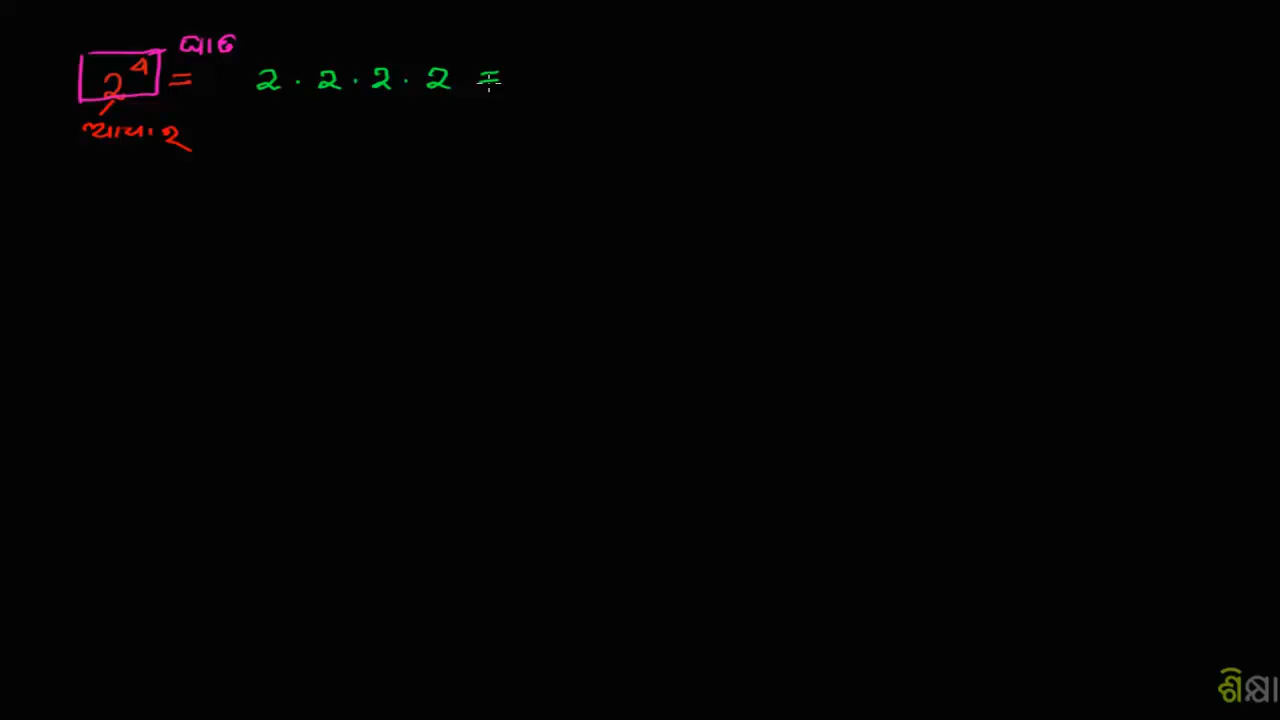 ଘାତ
2⁴ = 2 · 2 · 2 · 2 =
ଆଧାର
ଶିକ୍ଷା